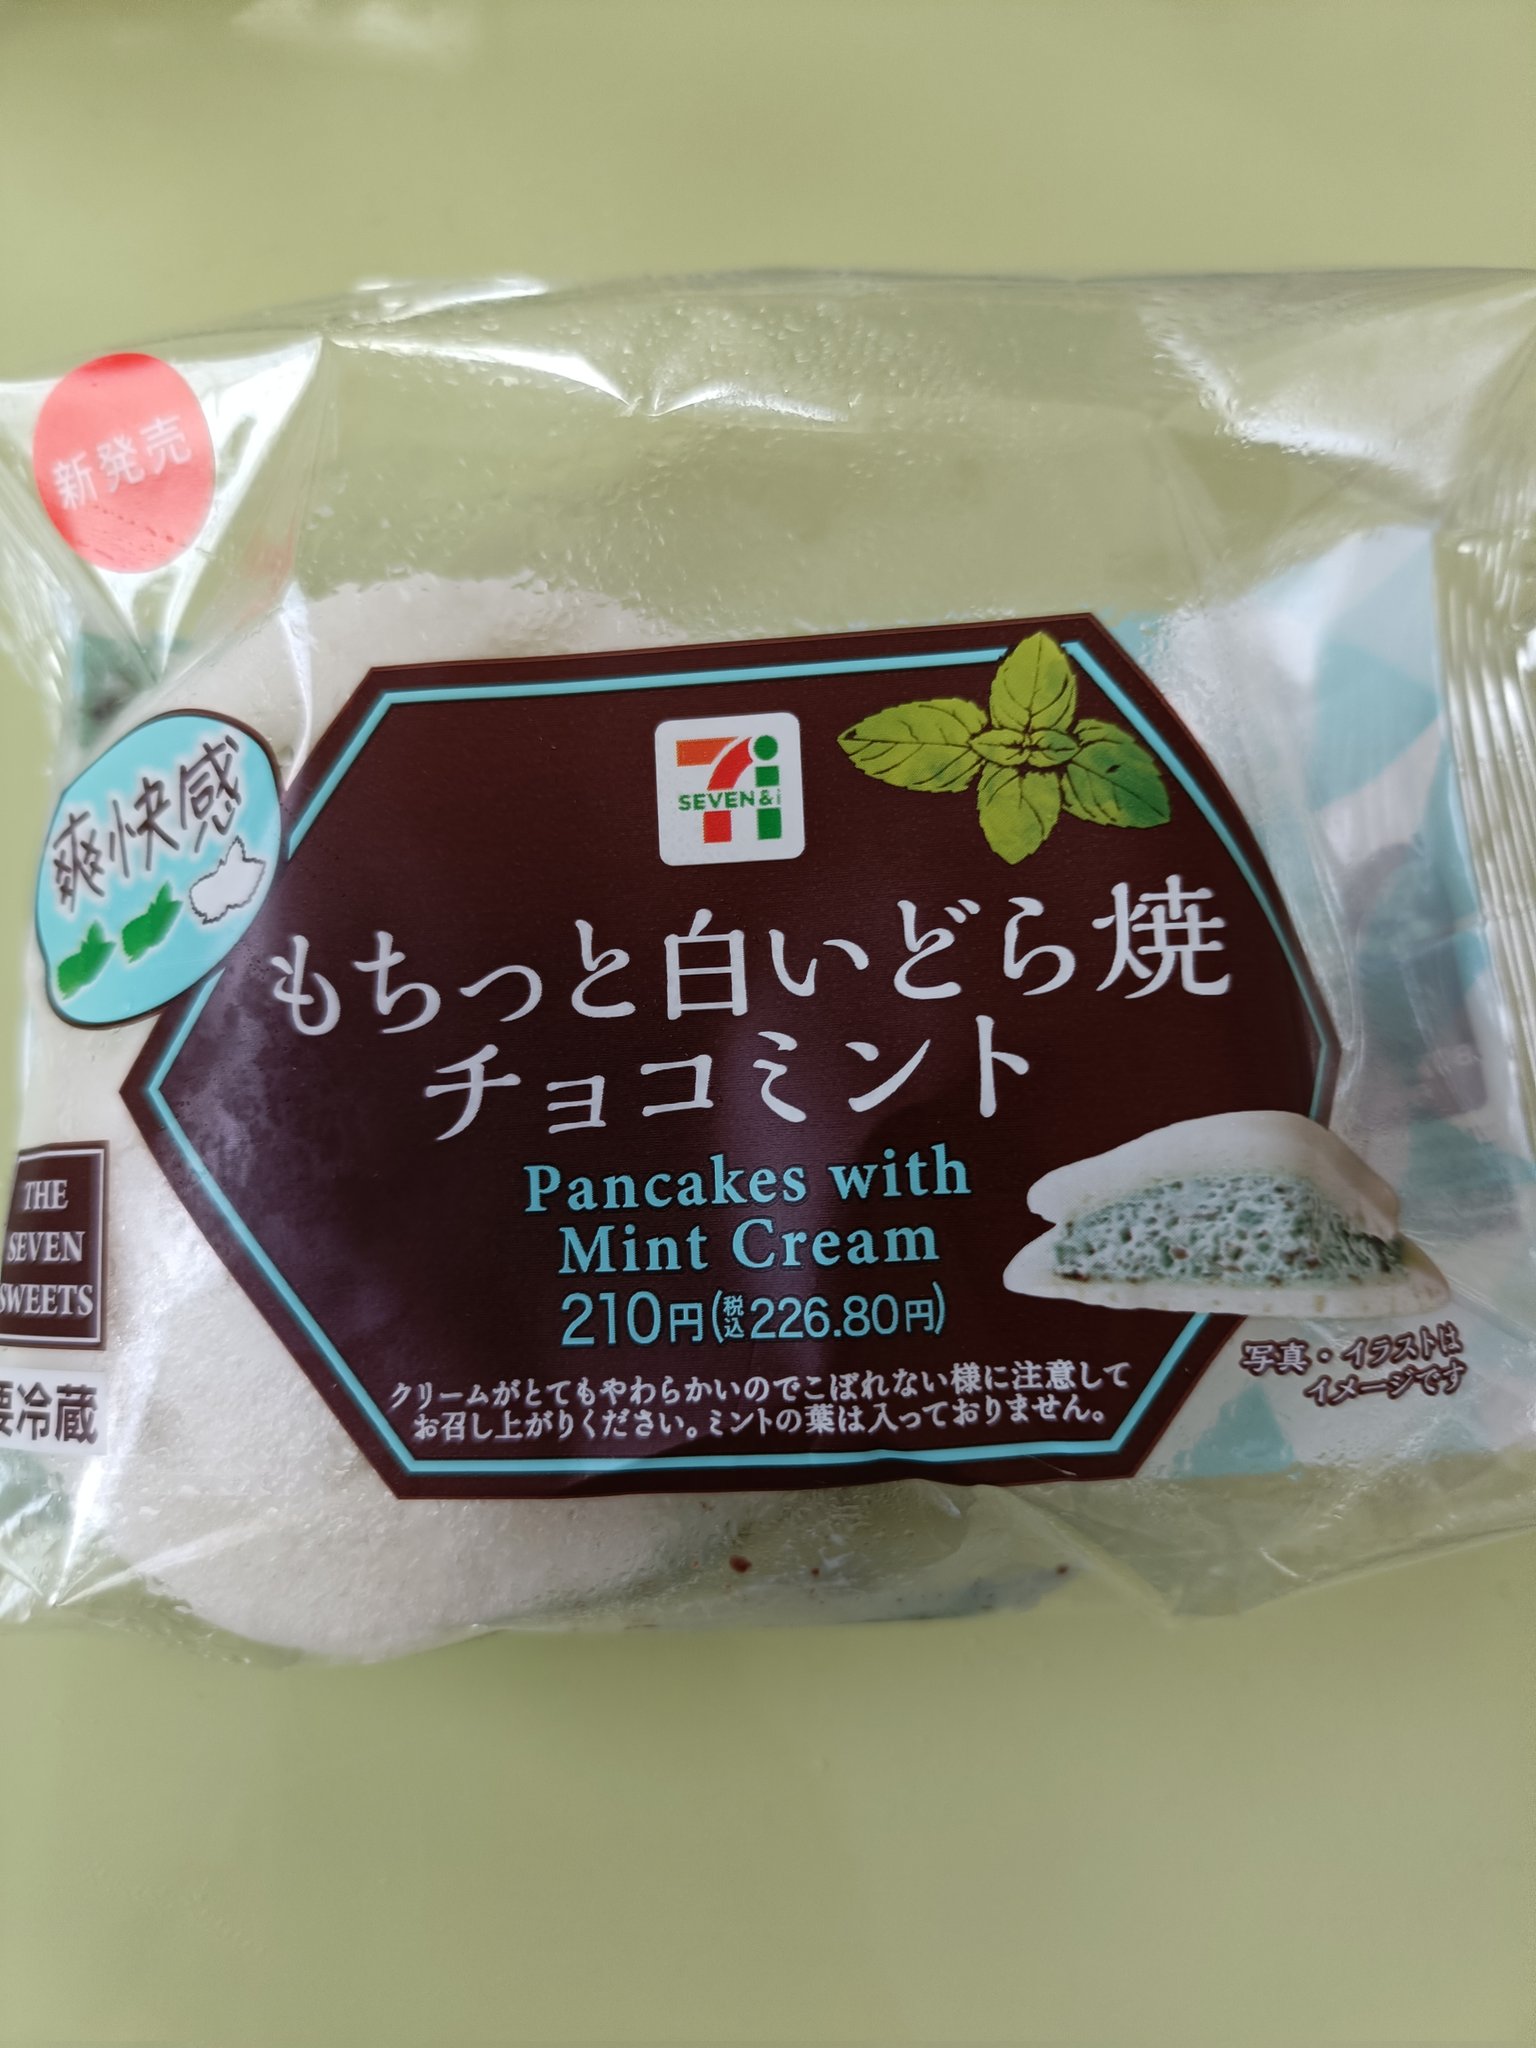 新発売
爽快感
SEVEN&i
もちっと白いどら焼
チョコミント
Pancakes with
Mint Cream
210円(税込226.80円)
クリームがとてもやわらかいのでこぼれない様に注意して
お召し上がりください。ミントの葉は入っておりません。
写真・イラストは
イメージです
THE
SEVEN
SWEETS
要冷蔵